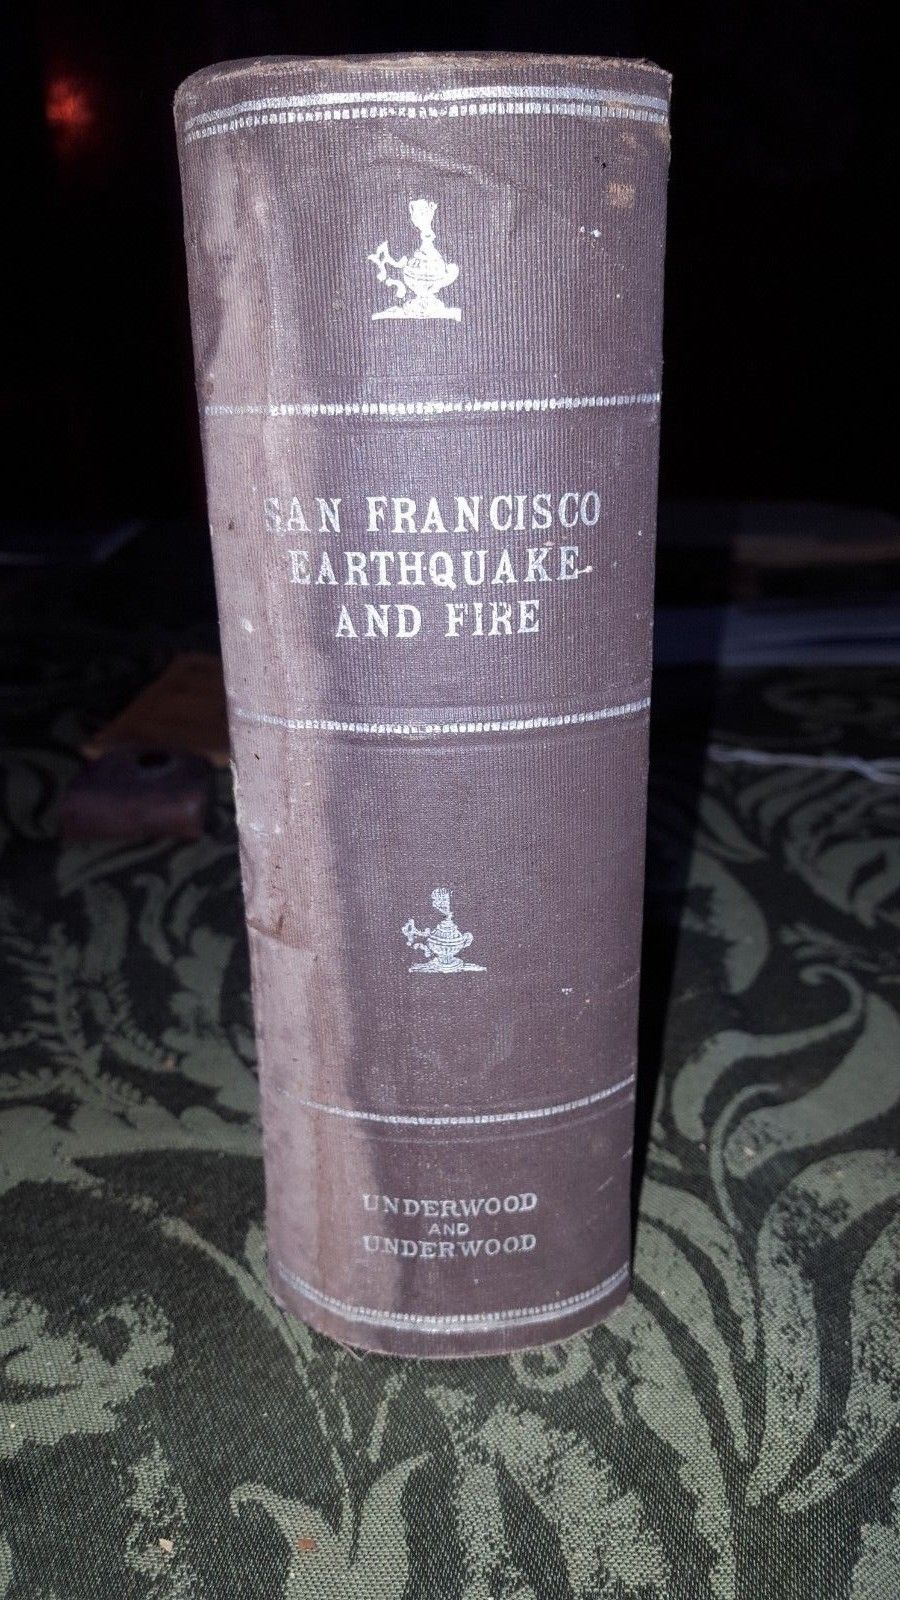 SAN FRANCISCO
EARTHQUAKE
AND FIRE
UNDERWOOD
AND
UNDERWOOD